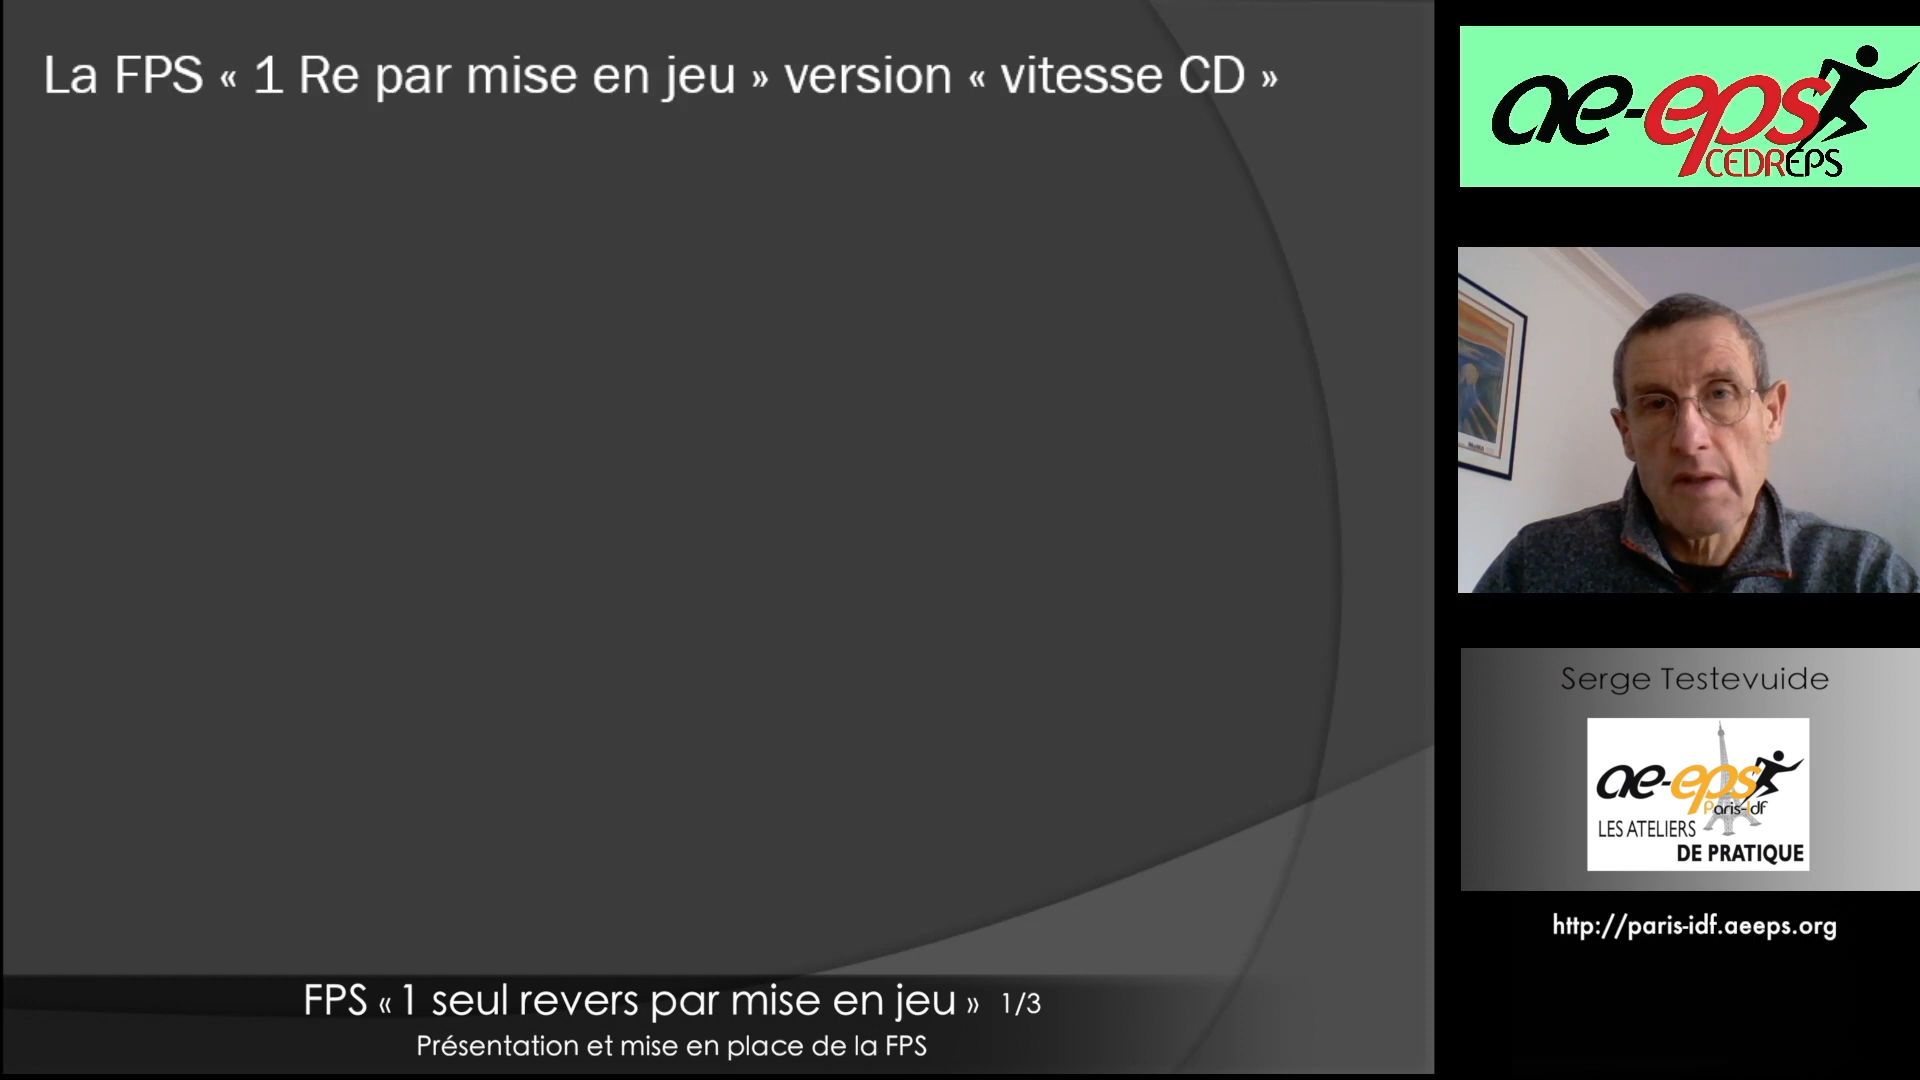 La FPS « 1 Re par mise en jeu » version « vitesse CD »
ae-eps
CEDREPS
Serge Testevuide
ae-eps
Paris-Idf
LES ATELIERS
DE PRATIQUE
http://paris-idf.aeeps.org
FPS « 1 seul revers par mise en jeu » 1/3
Présentation et mise en place de la FPS